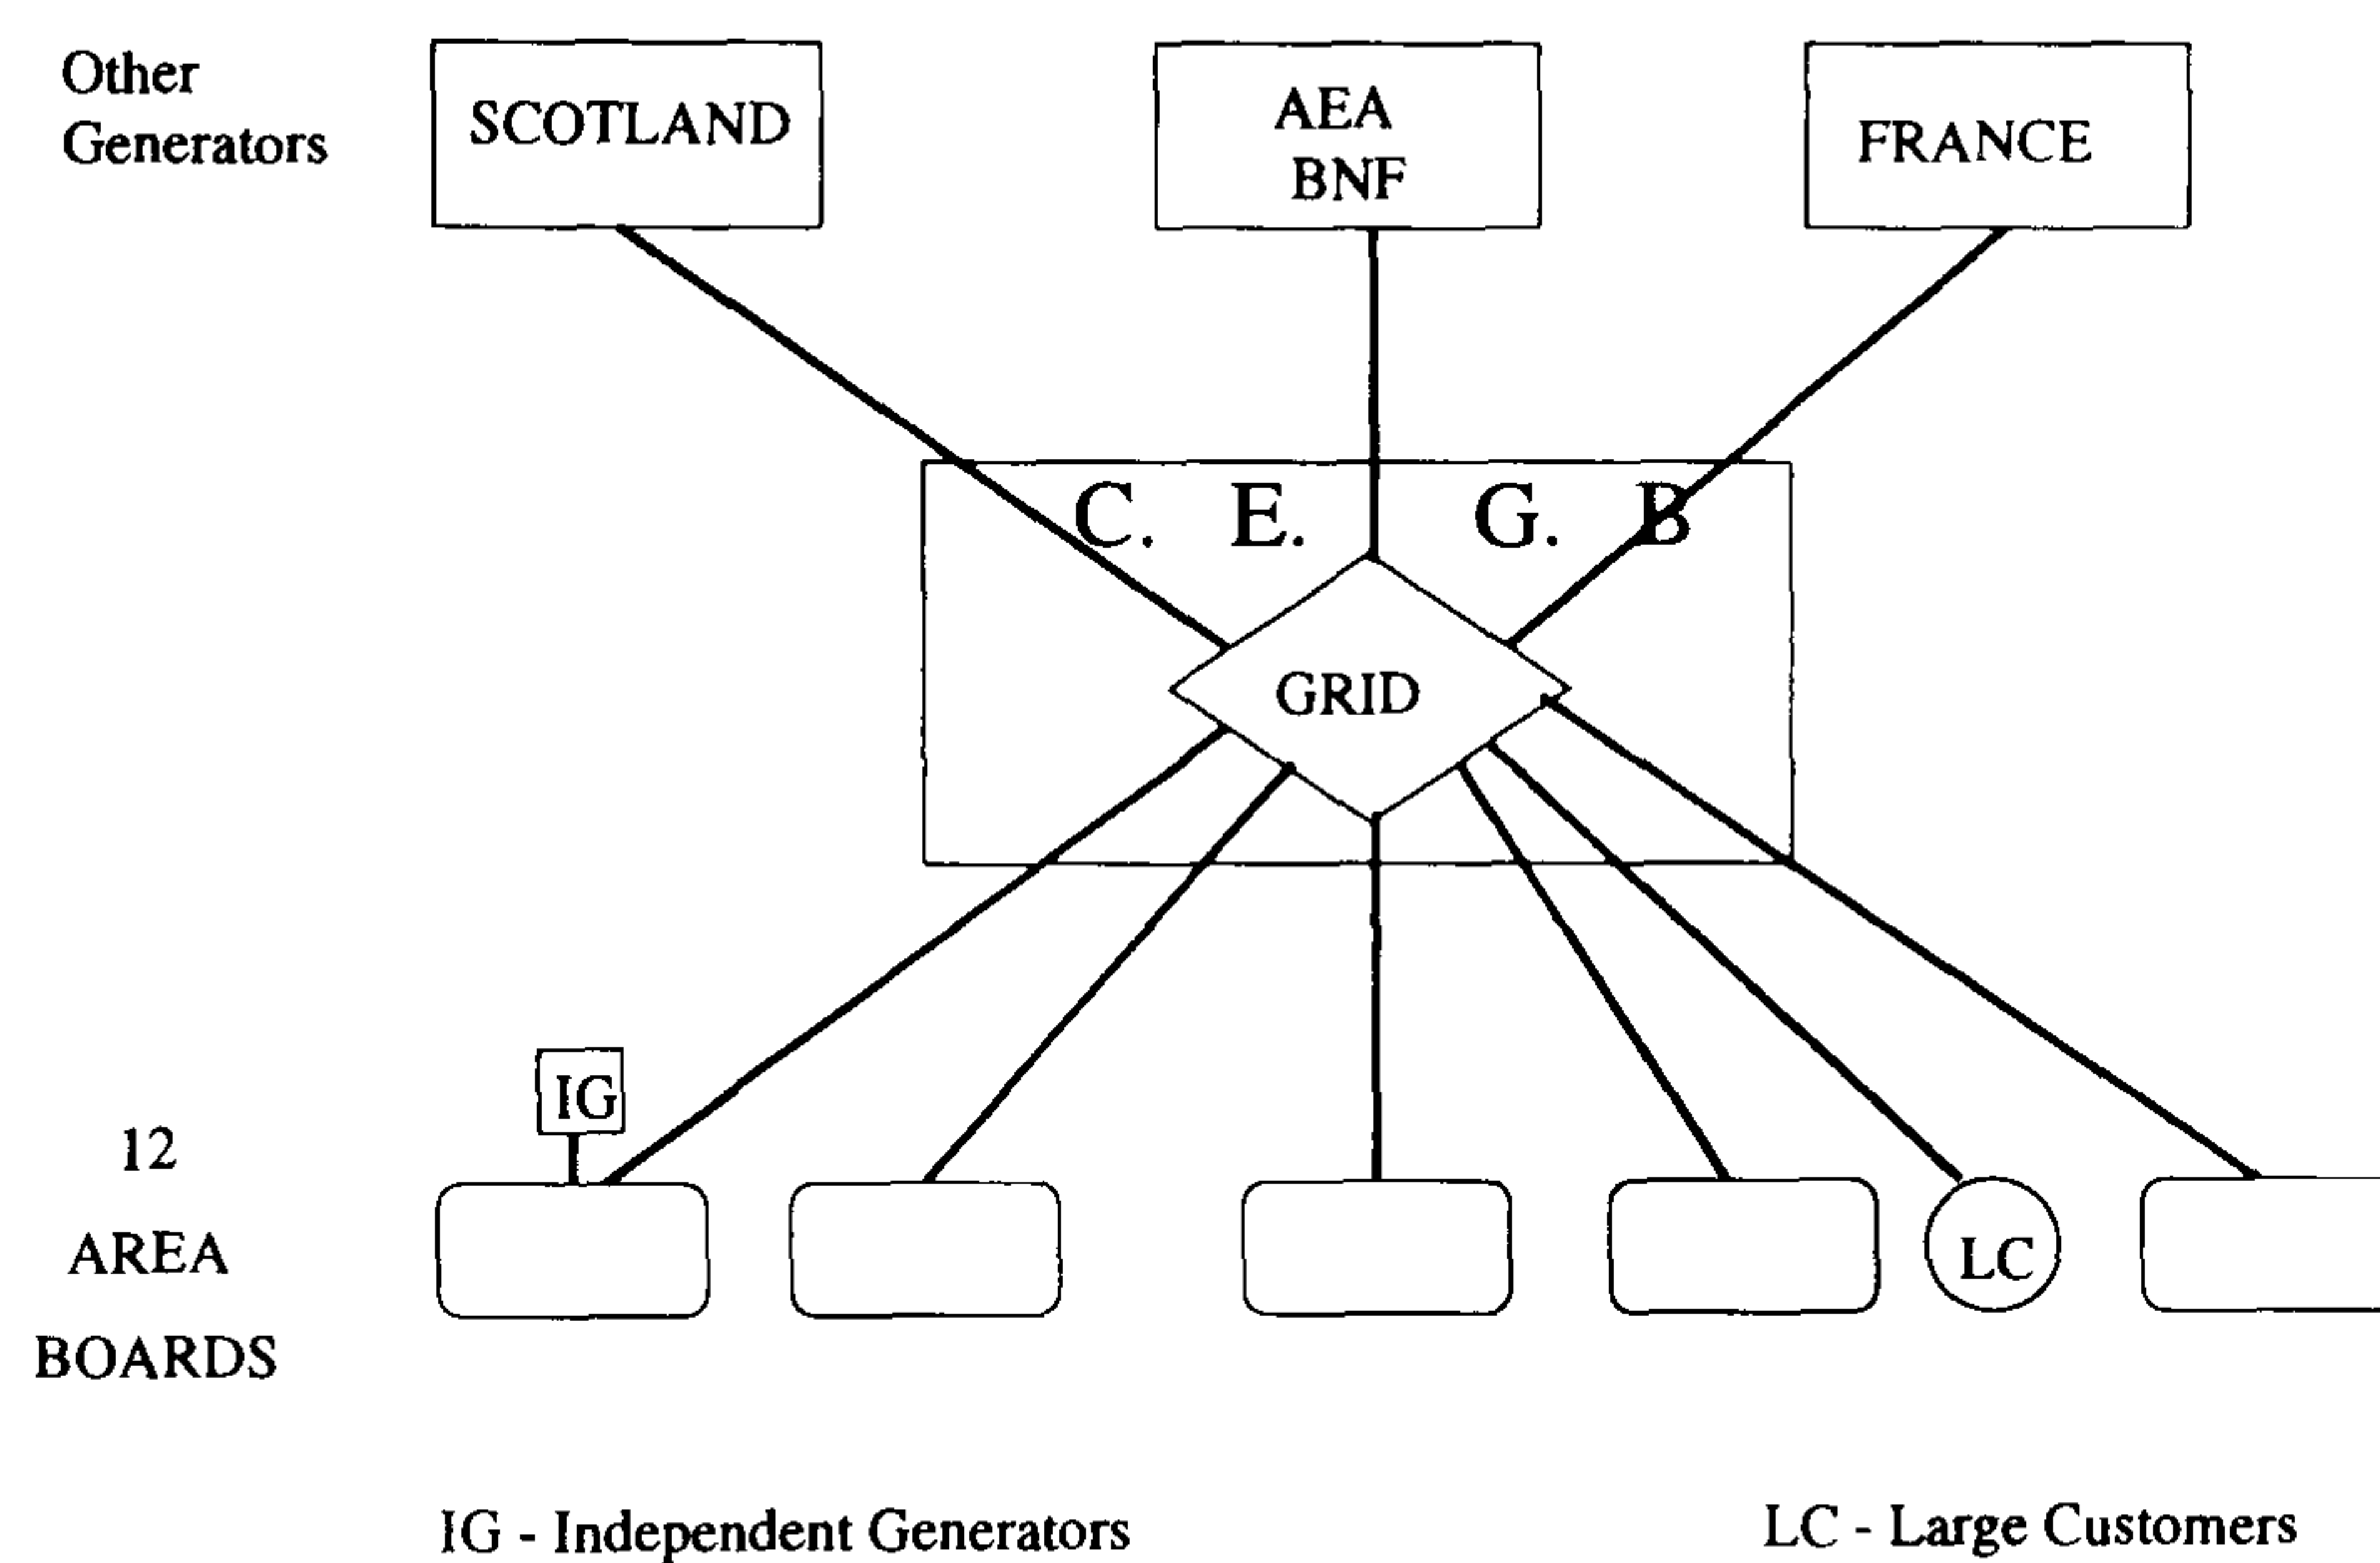 Other
Generators
SCOTLAND
AEA
BNF
FRANCE
C. E. G. B
GRID
IG
12
AREA
BOARDS
LC
IG - Independent Generators
LC - Large Customers